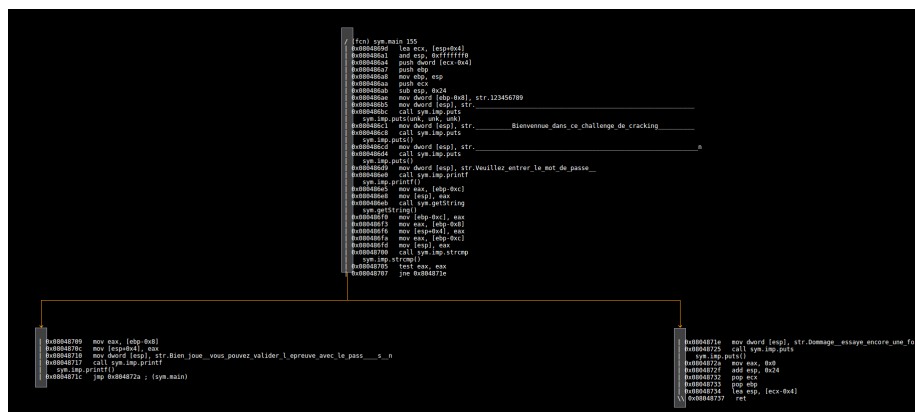 / (fcn) sym.main 155
| 0x0804869d lea ecx, [esp+0x4]
| 0x080486a1 and esp, 0xfffffff0
| 0x080486a4 push dword [ecx-0x4]
| 0x080486a7 push ebp
| 0x080486a8 mov ebp, esp
| 0x080486aa push ecx
| 0x080486ab sub esp, 0x24
| 0x080486ae mov dword [ebp-0x8], str.123456789
| 0x080486b5 mov dword [esp], str.______________________________________________________________
| 0x080486bc call sym.imp.puts
| sym.imp.puts(unk, unk, unk)
| 0x080486c1 mov dword [esp], str.__________Bienvennue_dans_ce_challenge_de_cracking__________
| 0x080486c8 call sym.imp.puts
| sym.imp.puts()
| 0x080486cd mov dword [esp], str.______________________________________________________________n
| 0x080486d4 call sym.imp.puts
| sym.imp.puts()
| 0x080486d9 mov dword [esp], str.Veuillez_entrer_le_mot_de_passe__
| 0x080486e0 call sym.imp.printf
| sym.imp.printf()
| 0x080486e5 mov eax, [ebp-0xc]
| 0x080486e8 mov [esp], eax
| 0x080486eb call sym.getString
| sym.getString()
| 0x080486f0 mov [ebp-0xc], eax
| 0x080486f3 mov eax, [ebp-0x8]
| 0x080486f6 mov [esp+0x4], eax
| 0x080486fa mov eax, [ebp-0xc]
| 0x080486fd mov [esp], eax
| 0x08048700 call sym.imp.strcmp
| sym.imp.strcmp()
| 0x08048705 test eax, eax
| 0x08048707 jne 0x804871e
| 0x08048709 mov eax, [ebp-0x8]
| 0x0804870c mov [esp+0x4], eax
| 0x08048710 mov dword [esp], str.Bien_joue__vous_pouvez_valider_l_epreuve_avec_le_pass____s__n
| 0x08048717 call sym.imp.printf
| sym.imp.printf()
| 0x0804871c jmp 0x804872a ; (sym.main)
| 0x0804871e mov dword [esp], str.Dommage__essaye_encore_une_fo
| 0x08048725 call sym.imp.puts
| sym.imp.puts()
| 0x0804872a mov eax, 0x0
| 0x0804872f add esp, 0x24
| 0x08048732 pop ecx
| 0x08048733 pop ebp
| 0x08048734 lea esp, [ecx-0x4]
\\ 0x08048737 ret